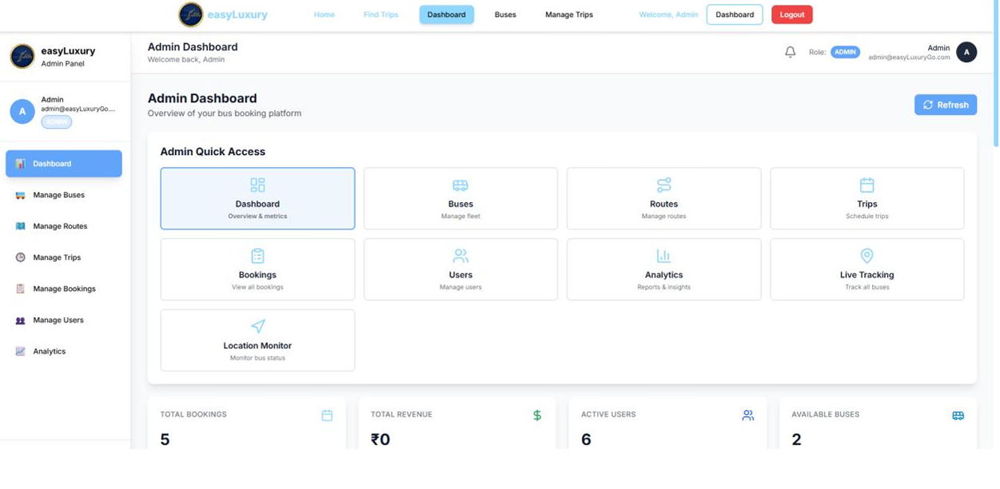 easyLuxury Home Find Trips Dashboard Buses Manage Trips Welcome, Admin Dashboard Logout
easyLuxury
Admin Panel
Admin
admin@easyLuxuryGo....
ADMIN
Dashboard
Manage Buses
Manage Routes
Manage Trips
Manage Bookings
Manage Users
Analytics
Admin Dashboard
Welcome back, Admin
Role: ADMIN
Admin
admin@easyLuxuryGo.com
A
A
Admin Dashboard
Overview of your bus booking platform
Refresh
Admin Quick Access
Dashboard
Overview & metrics
Buses
Manage fleet
Routes
Manage routes
Trips
Schedule trips
Bookings
View all bookings
Users
Manage users
Analytics
Reports & insights
Live Tracking
Track all buses
Location Monitor
Monitor bus status
TOTAL BOOKINGS
5
TOTAL REVENUE
₹0
ACTIVE USERS
6
AVAILABLE BUSES
2